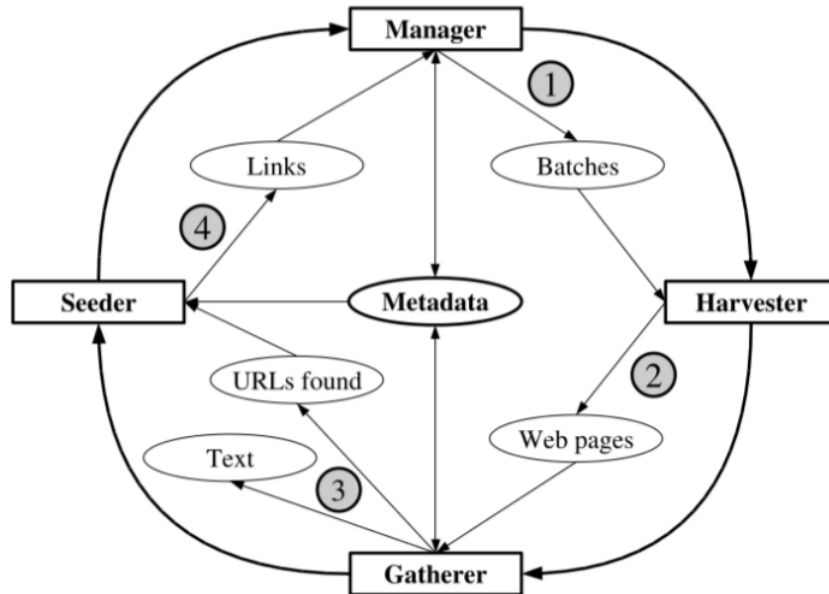 Manager
1
Links
Batches
4
Seeder
Metadata
Harvester
URLs found
2
Text
Web pages
3
Gatherer